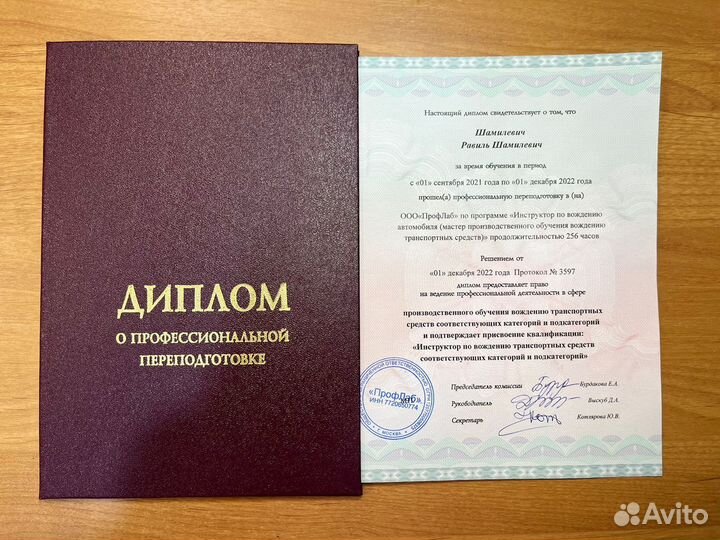 ДИПЛОМ
О ПРОФЕССИОНАЛЬНОЙ
ПЕРЕПОДГОТОВКЕ
Настоящий диплом свидетельствует о том, что
Шамилевич
Равиль Шамилевич
за время обучения в период
с «01» сентября 2021 года по «01» декабря 2022 года
прошел(а) профессиональную переподготовку в (на)
ООО«ПрофЛаб» по программе «Инструктор по вождению
автомобиля (мастер производственного обучения вождению
транспортных средств)» продолжительностью 256 часов
Решением от
«01» декабря 2022 года Протокол № 3597
диплом предоставляет право
на ведение профессиональной деятельности в сфере
производственного обучения вождению транспортных
средств соответствующих категорий и подкатегорий
и подтверждает присвоение квалификации:
«Инструктор по вождению транспортных средств
соответствующих категорий и подкатегорий»
Председатель комиссии Бурдакова Е.А.
Руководитель Выскуб Д.А.
Секретарь Котлярова Ю.В.
«ПрофЛаб»
ИНН 7720850774
г. МОСКВА
Avito